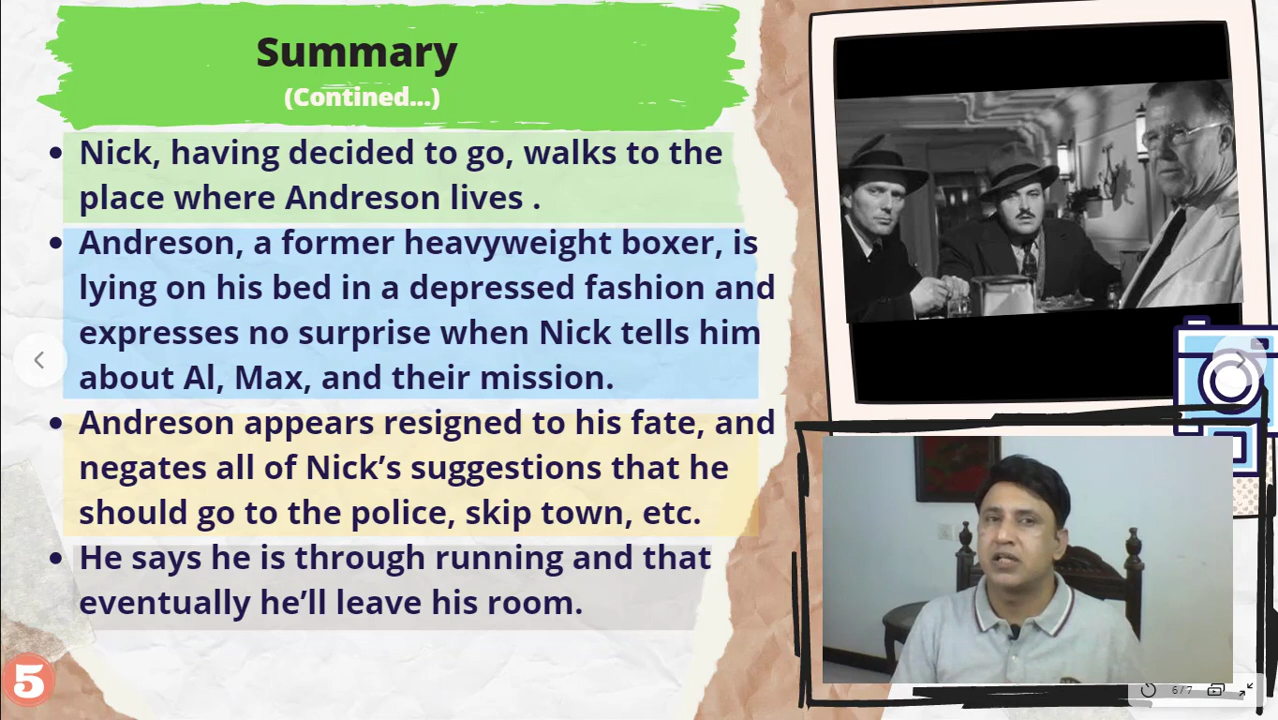 Summary
(Contined...)
• Nick, having decided to go, walks to the
place where Andreson lives .
• Andreson, a former heavyweight boxer, is
lying on his bed in a depressed fashion and
expresses no surprise when Nick tells him
about Al, Max, and their mission.
• Andreson appears resigned to his fate, and
negates all of Nick’s suggestions that he
should go to the police, skip town, etc.
• He says he is through running and that
eventually he’ll leave his room.
5
6/7